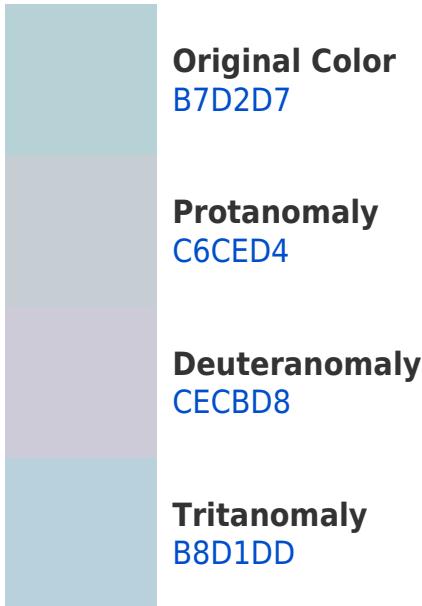 Original Color
B7D2D7
Protanomaly
C6CED4
Deuteranomaly
CECBD8
Tritanomaly
B8D1DD